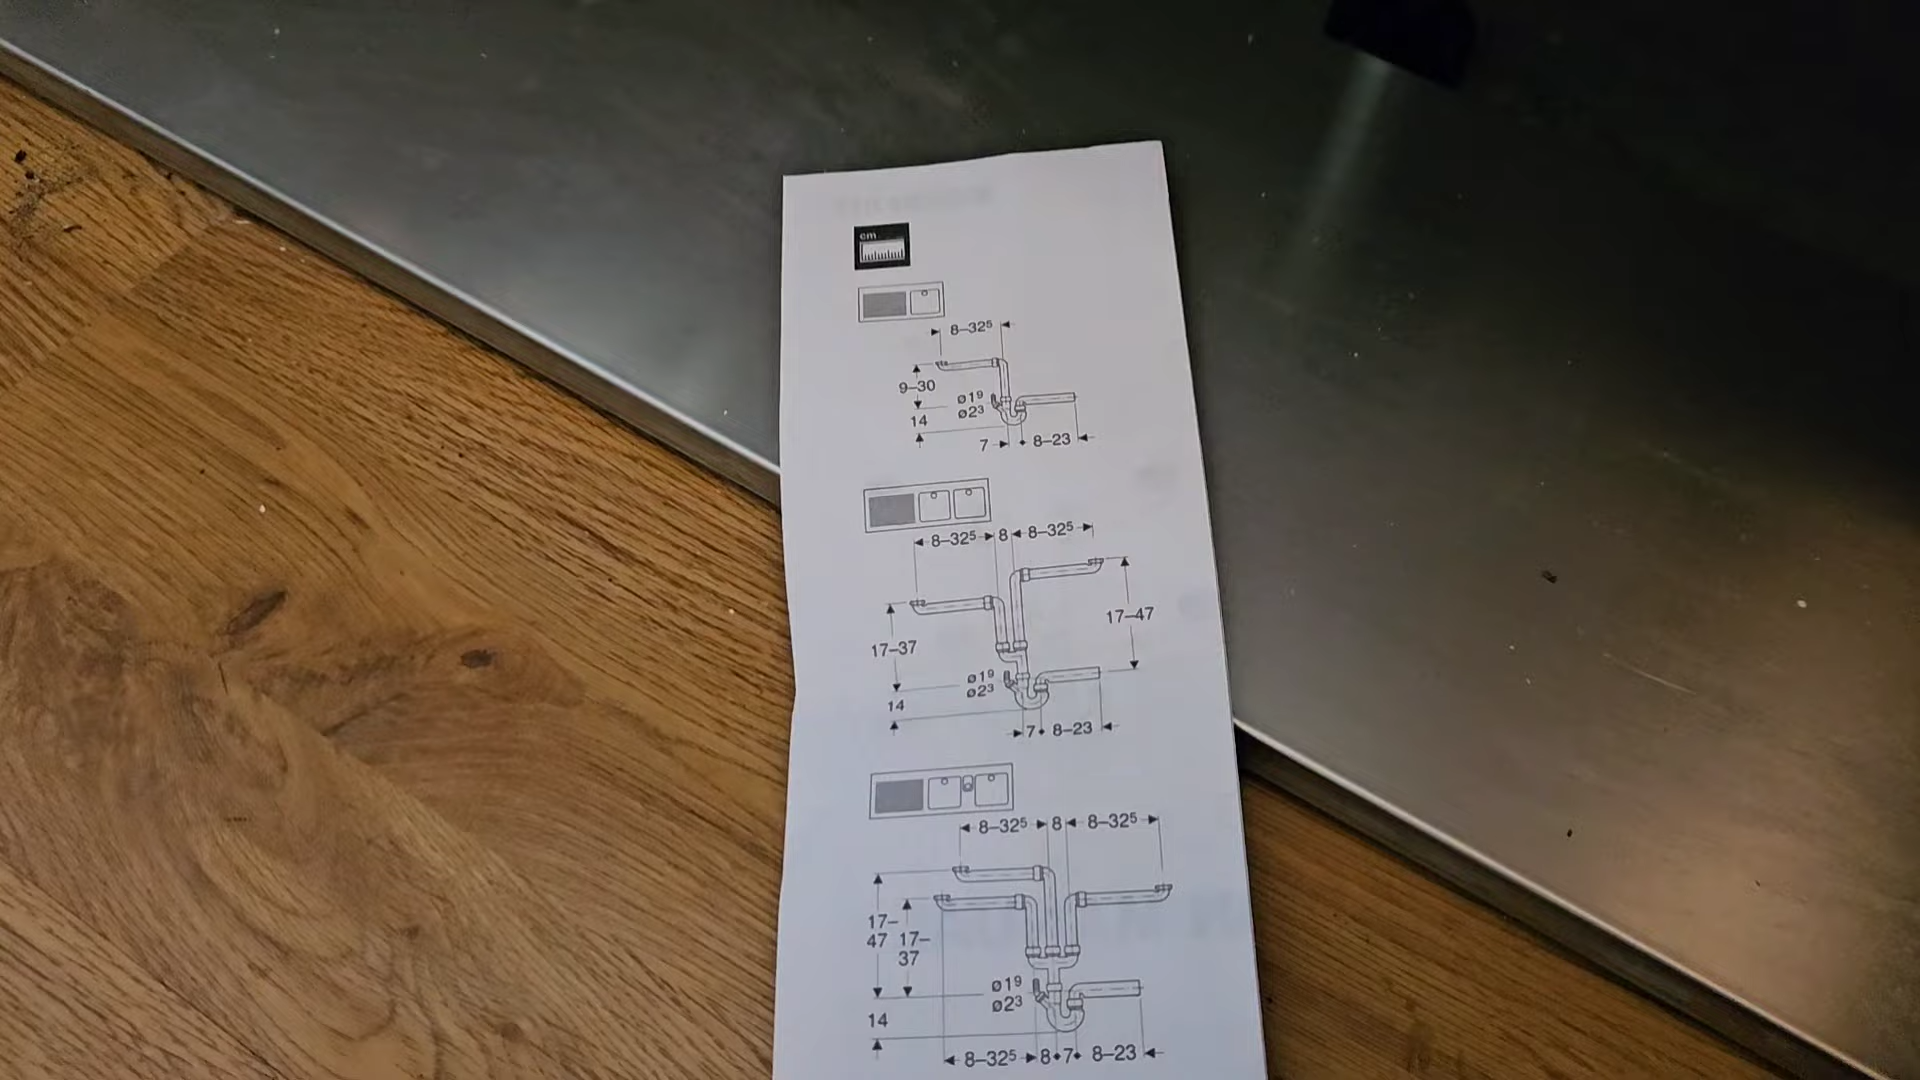 cm
8–32⁵
9–30
ø1⁹
ø2³
14
7 8–23
8–32⁵ 8 8–32⁵
17–47
17–37
ø1⁹
ø2³
14
7 8–23
8–32⁵ 8 8–32⁵
17–
47 17–
37
ø1⁹
ø2³
14
8–32⁵ 8 7 8–23